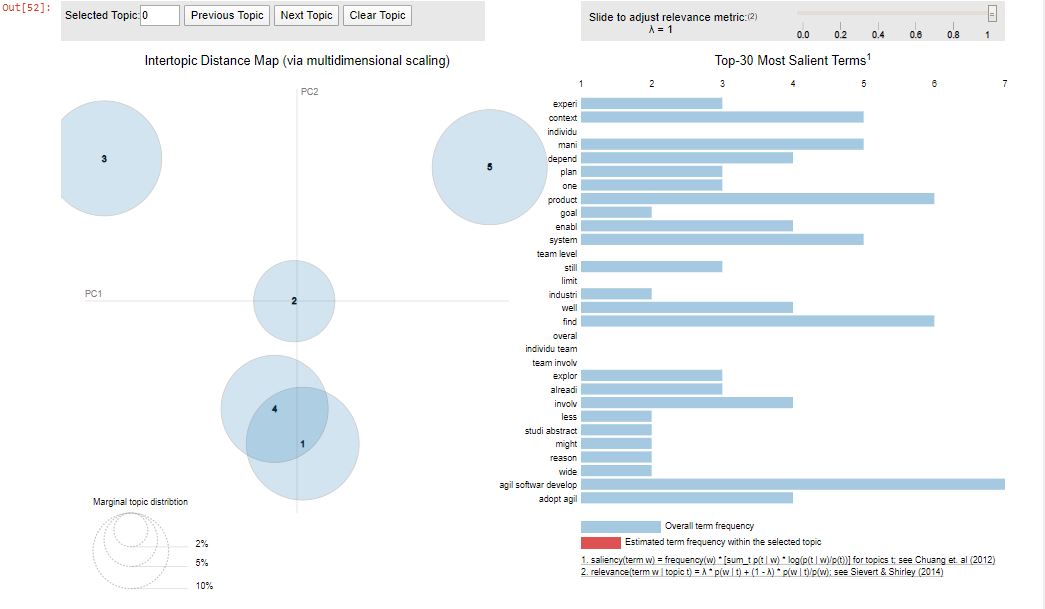 Out[52]:
Selected Topic: 0 Previous Topic Next Topic Clear Topic
Slide to adjust relevance metric:(2)
λ = 1
0.0 0.2 0.4 0.6 0.8 1
Intertopic Distance Map (via multidimensional scaling)
PC2
PC1
3
5
2
4
1
Marginal topic distribtion
2%
5%
10%
Top-30 Most Salient Terms1
1 2 3 4 5 6 7
experi
context
individu
mani
depend
plan
one
product
goal
enabl
system
team level
still
limit
industri
well
find
overal
individu team
team involv
explor
alreadi
involv
less
studi abstract
might
reason
wide
agil softwar develop
adopt agil
Overall term frequency
Estimated term frequency within the selected topic
1. saliency(term w) = frequency(w) * [sum_t p(t | w) * log(p(t | w)/p(t))] for topics t; see Chuang et. al (2012)
2. relevance(term w | topic t) = λ * p(w | t) + (1 - λ) * p(w | t)/p(w); see Sievert & Shirley (2014)